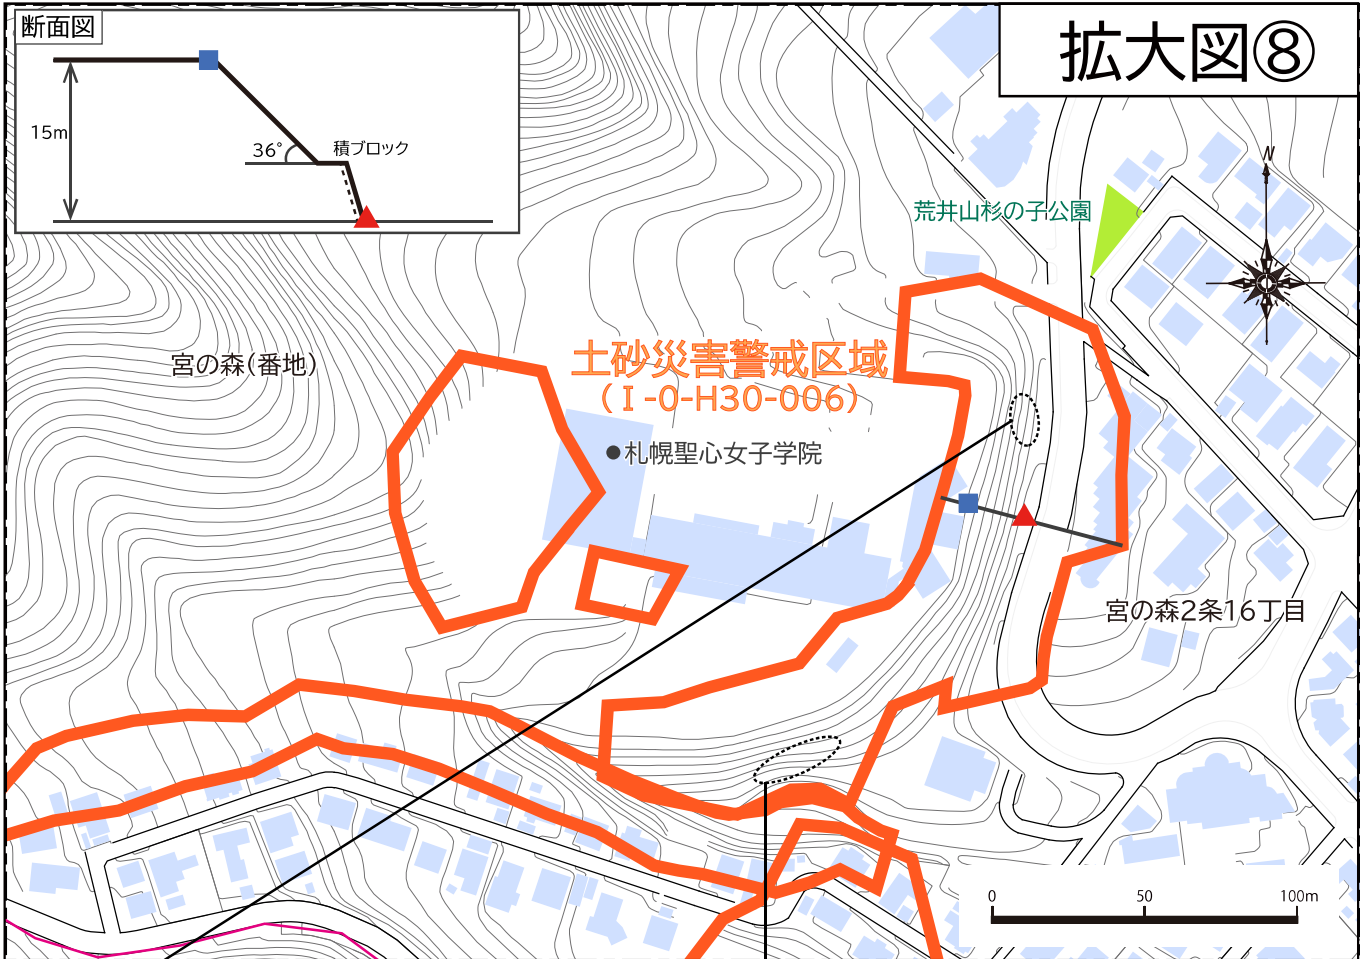 断面図
拡大図⑧
15m
36°
積ブロック
N
荒井山杉の子公園
宮の森(番地)
土砂災害警戒区域
(Ⅰ-0-H30-006)
●札幌聖心女子学院
宮の森2条16丁目
0 50 100m